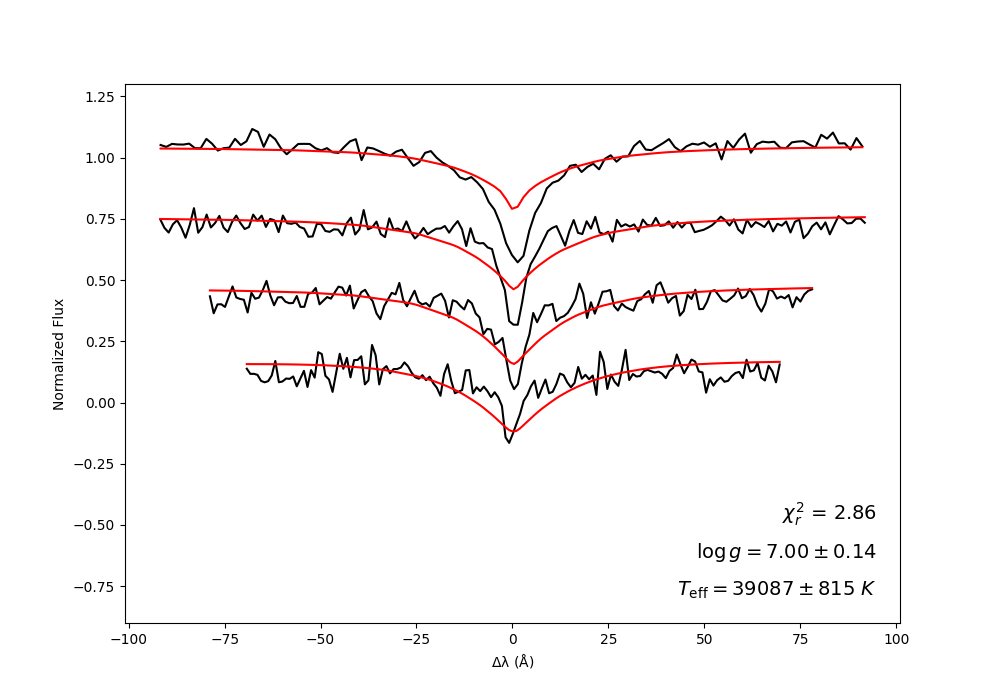 Normalized Flux
1.25
1.00
0.75
0.50
0.25
0.00
−0.25
−0.50
−0.75
χ²ᵣ = 2.86
log g = 7.00 ± 0.14
T_eff = 39087 ± 815 K
−100 −75 −50 −25 0 25 50 75 100
Δλ (Å)